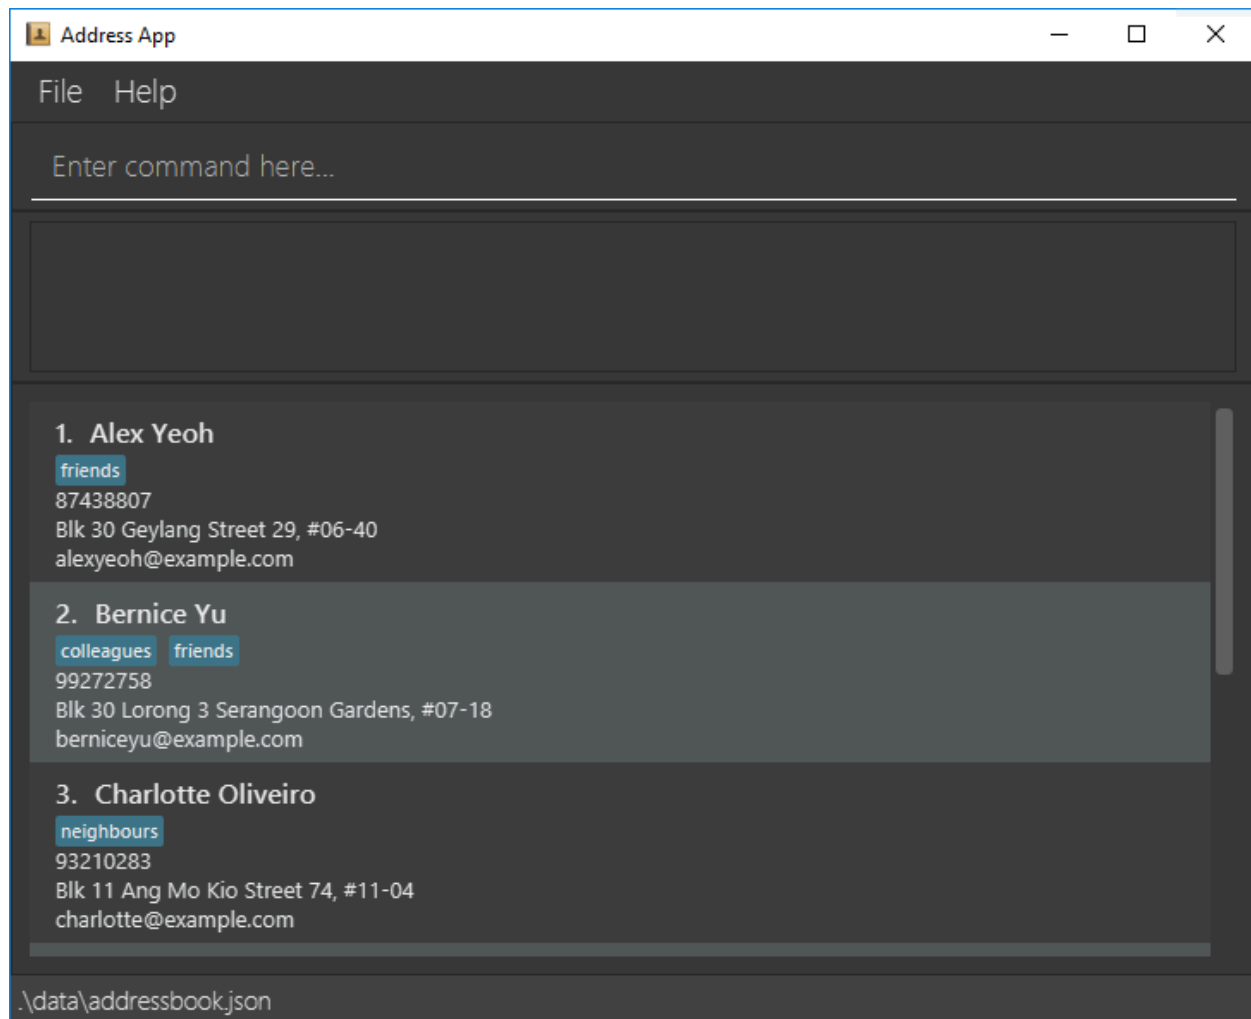 Address App
File Help
Enter command here...
1. Alex Yeoh
friends
87438807
Blk 30 Geylang Street 29, #06-40
alexyeoh@example.com
2. Bernice Yu
colleagues friends
99272758
Blk 30 Lorong 3 Serangoon Gardens, #07-18
berniceyu@example.com
3. Charlotte Oliveiro
neighbours
93210283
Blk 11 Ang Mo Kio Street 74, #11-04
charlotte@example.com
.\data\addressbook.json